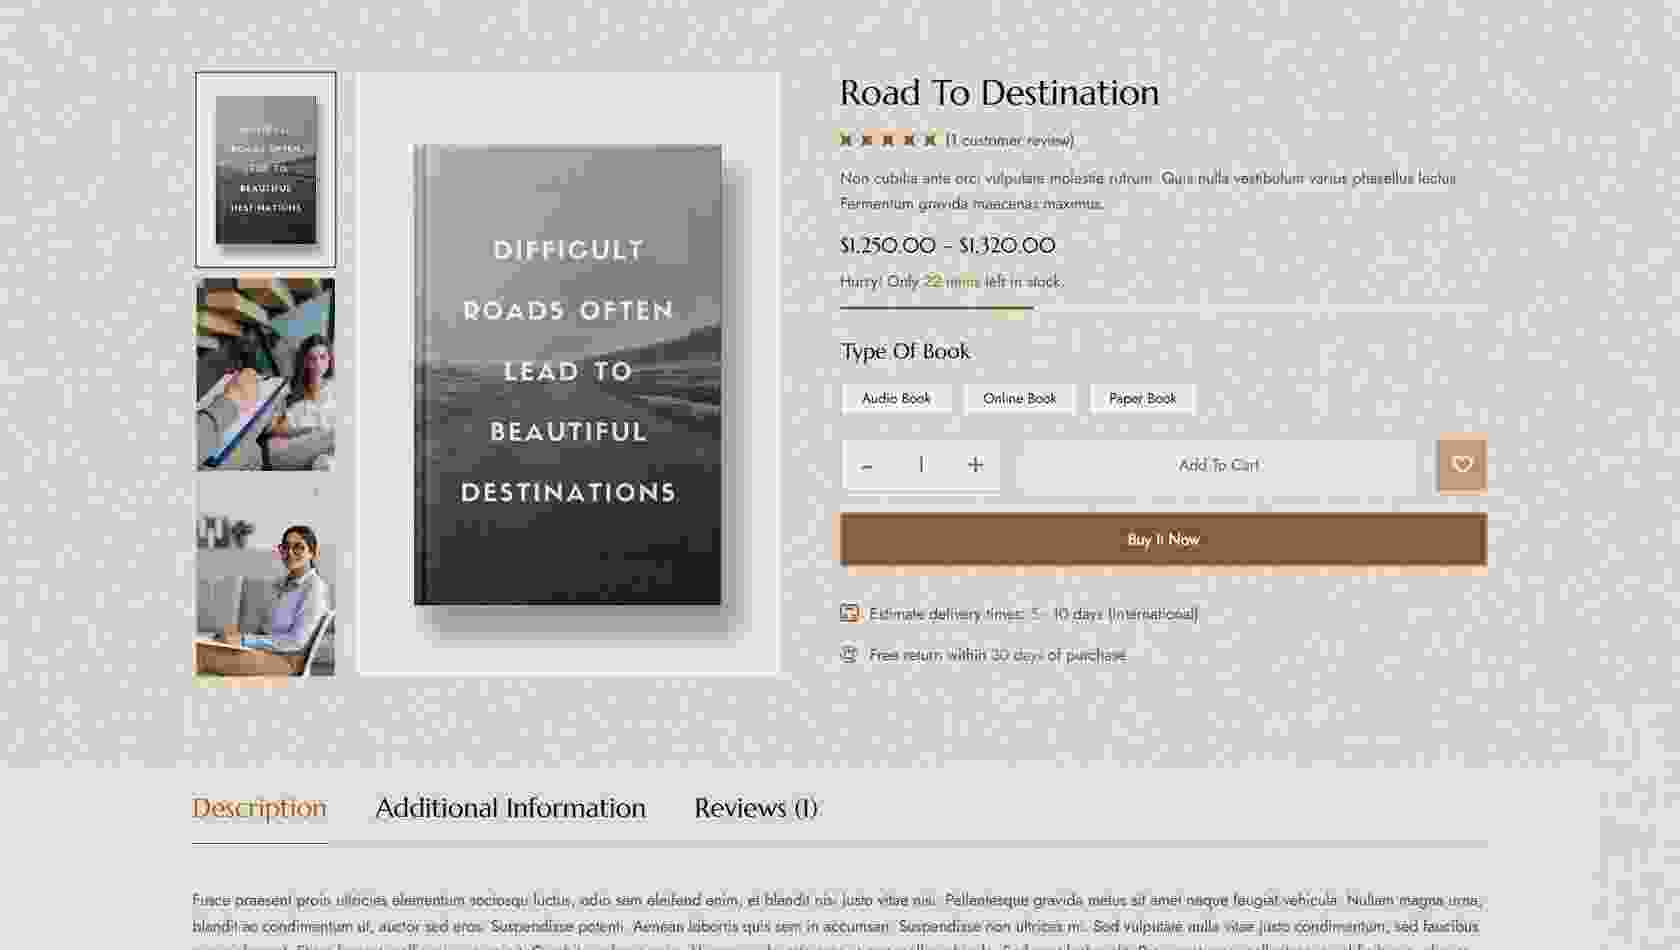 DIFFICULT
ROADS OFTEN
LEAD TO
BEAUTIFUL
DESTINATIONS
DIFFICULT
ROADS OFTEN
LEAD TO
BEAUTIFUL
DESTINATIONS
Road To Destination
(1 customer review)
Non cubilia ante orci vulputate molestie rutrum. Quis nulla vestibulum varius phasellus lectus.
Fermentum gravida maecenas maximus.
$1,250.00 – $1,320.00
Hurry! Only 22 items left in stock.
Type Of Book
Audio Book Online Book Paper Book
– 1 + Add To Cart
Buy It Now
Estimate delivery times: 5 - 10 days (International)
Free return within 30 days of purchase
Description Additional Information Reviews (1)
Fusce praesent proin ultricies elementum sociosqu luctus, odio sem eleifend enim, et blandit nisi justo vitae nisi. Pellentesque gravida metus sit amet neque feugiat vehicula. Nullam magna urna,
blandit ac condimentum ut, auctor sed eros. Suspendisse potenti. Aenean lobortis quis sem in accumsan. Suspendisse non ultrices mi. Sed vulputate nulla vitae justo condimentum, sed faucibus